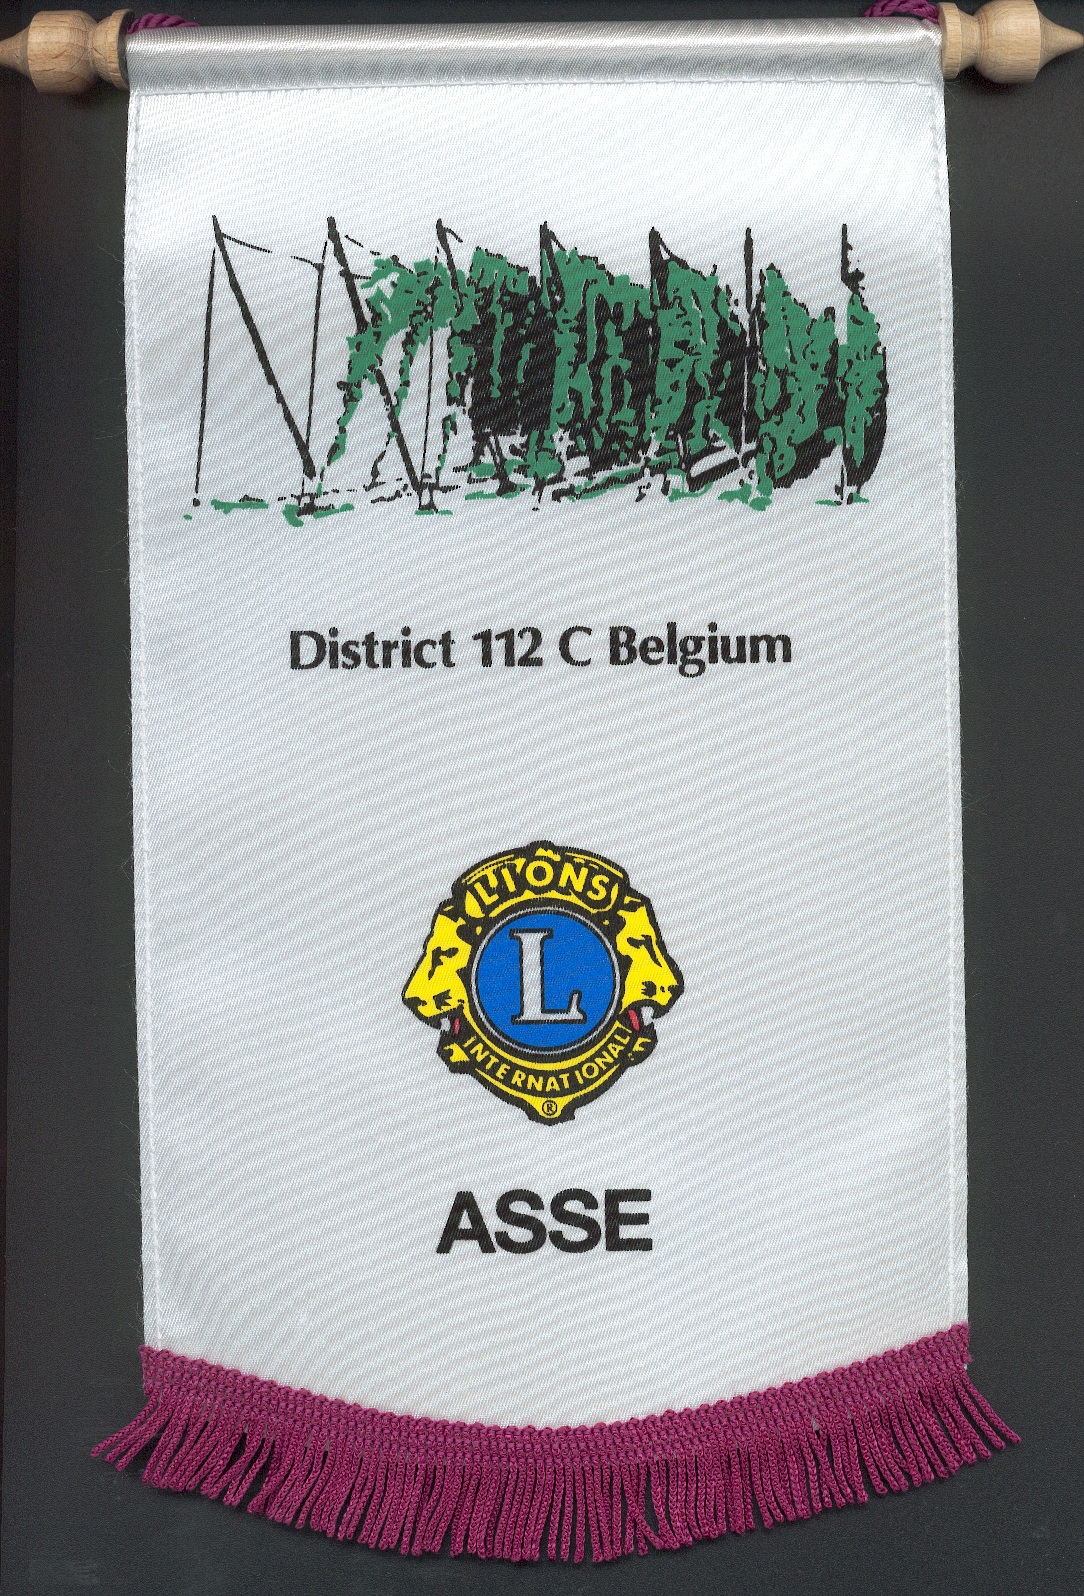 District 112 C Belgium
LIONS
L
INTERNATIONAL
®
ASSE